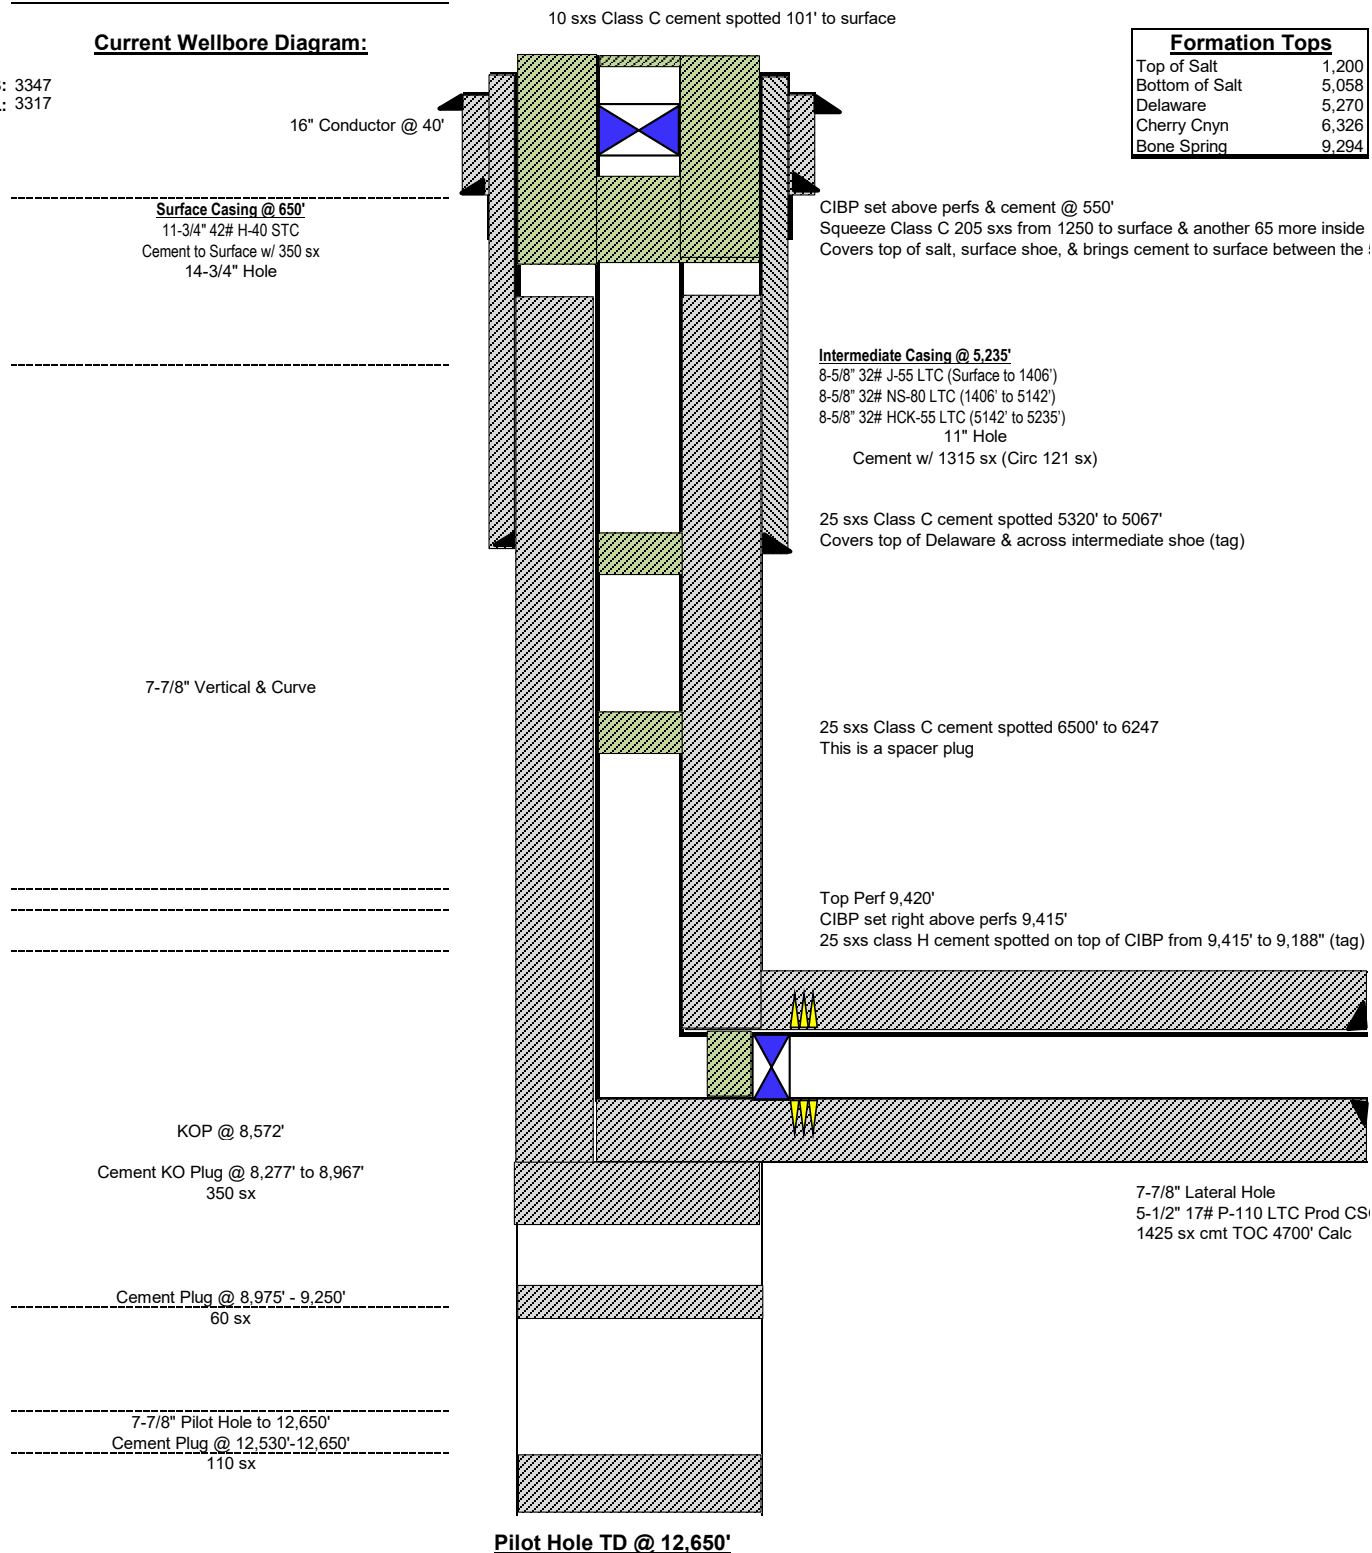 10 sxs Class C cement spotted 101' to surface
Current Wellbore Diagram:
Formation Tops
Top of Salt 1,200
Bottom of Salt 5,058
Delaware 5,270
Cherry Cnyn 6,326
Bone Spring 9,294
: 3347
: 3317
16" Conductor @ 40'
Surface Casing @ 650'
11-3/4" 42# H-40 STC
Cement to Surface w/ 350 sx
14-3/4" Hole
CIBP set above perfs & cement @ 550'
Squeeze Class C 205 sxs from 1250 to surface & another 65 more inside
Covers top of salt, surface shoe, & brings cement to surface between the
Intermediate Casing @ 5,235'
8-5/8" 32# J-55 LTC (Surface to 1406')
8-5/8" 32# NS-80 LTC (1406' to 5142')
8-5/8" 32# HCK-55 LTC (5142' to 5235')
11" Hole
Cement w/ 1315 sx (Circ 121 sx)
25 sxs Class C cement spotted 5320' to 5067'
Covers top of Delaware & across intermediate shoe (tag)
7-7/8" Vertical & Curve
25 sxs Class C cement spotted 6500' to 6247
This is a spacer plug
Top Perf 9,420'
CIBP set right above perfs 9,415'
25 sxs class H cement spotted on top of CIBP from 9,415' to 9,188" (tag)
KOP @ 8,572'
Cement KO Plug @ 8,277' to 8,967'
350 sx
7-7/8" Lateral Hole
5-1/2" 17# P-110 LTC Prod
1425 sx cmt TOC 4700' Calc
Cement Plug @ 8,975' - 9,250'
60 sx
7-7/8" Pilot Hole to 12,650'
Cement Plug @ 12,530'-12,650'
110 sx
Pilot Hole TD @ 12,650'